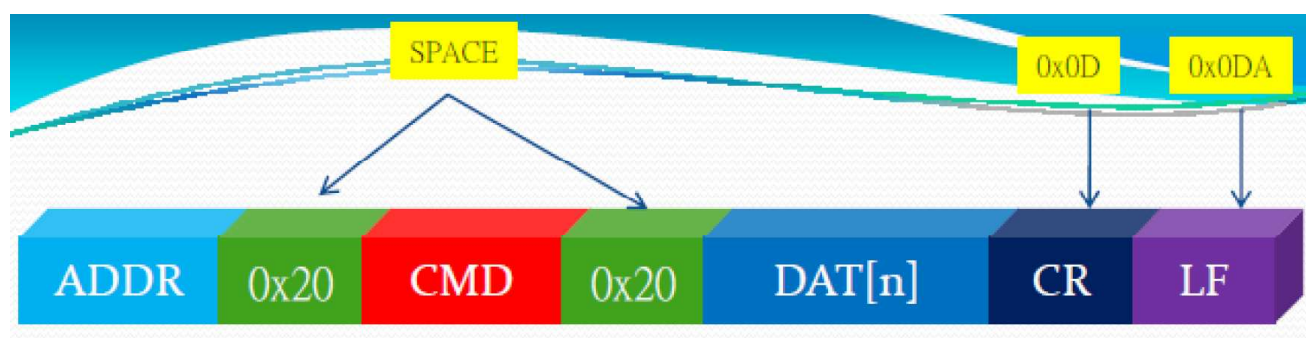 SPACE
0x0D 0x0DA
ADDR 0x20 CMD 0x20 DAT[n] CR LF